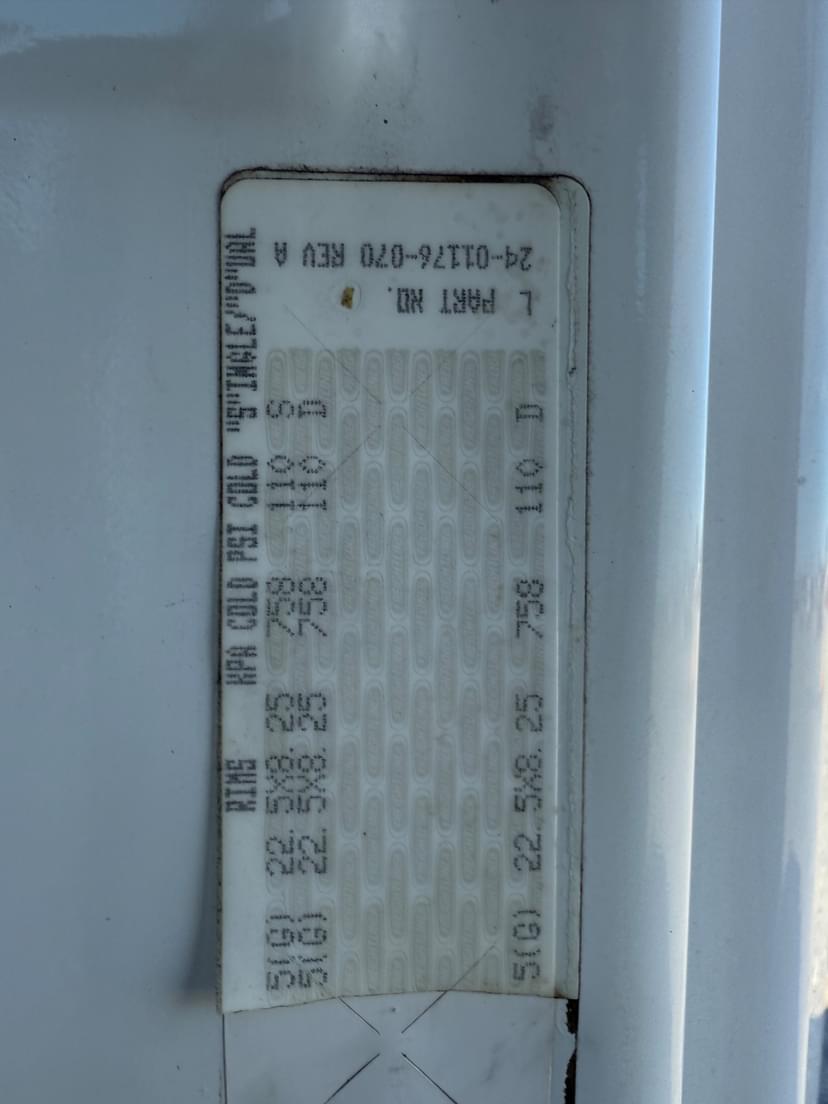 RIMS KPA COLD PSI COLD "S"INGLE/"D"UAL
5(G) 22.5X8.25 758 110 S
5(G) 22.5X8.25 758 110 D
5(G) 22.5X8.25 758 110 D
L PART NO.
24-01176-070 REV A